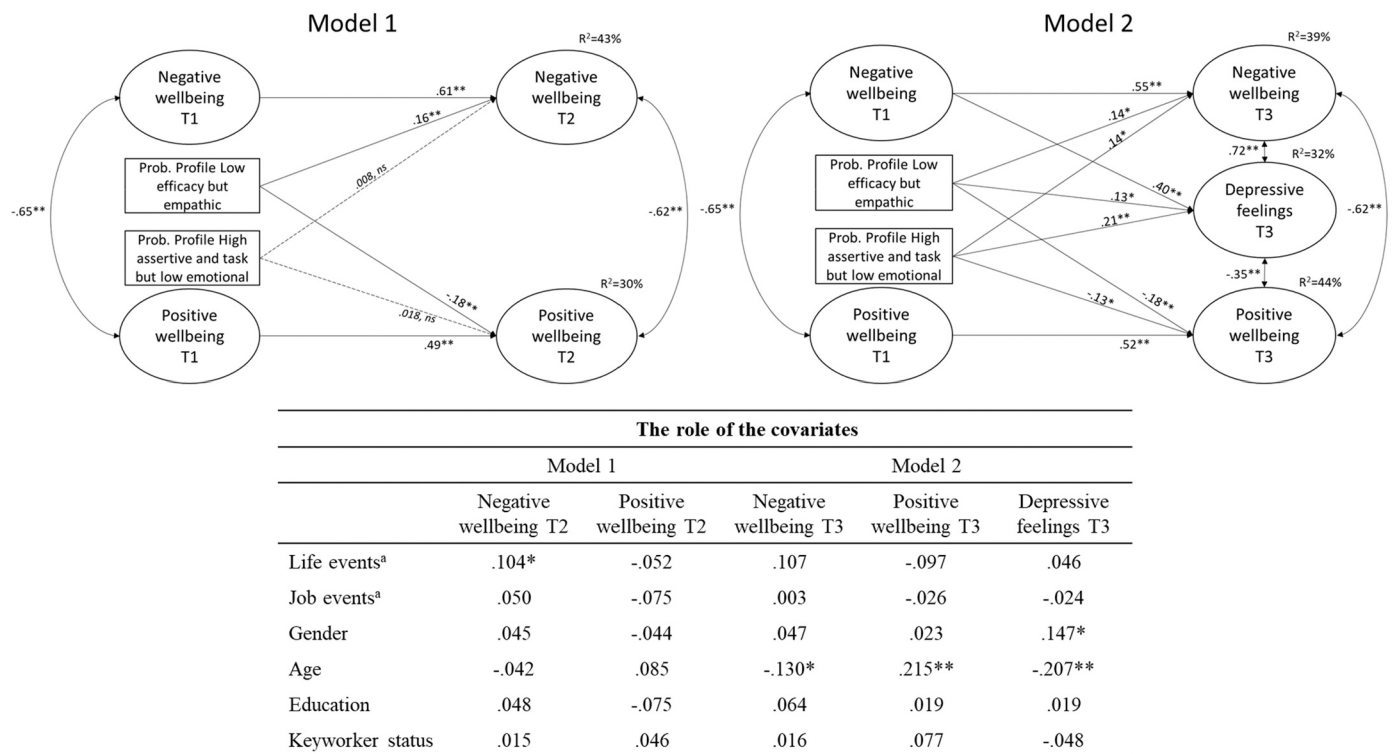 Model 1
R²=43%
Negative
wellbeing
T1
Negative
wellbeing
T2
.61**
.16**
.008, ns
Prob. Profile Low
efficacy but
empathic
-.65**
-.62**
Prob. Profile High
assertive and task
but low emotional
R²=30%
-.18**
.018, ns
Positive
wellbeing
T1
.49**
Positive
wellbeing
T2
Model 2
R²=39%
Negative
wellbeing
T1
Negative
wellbeing
T3
.55**
.14*
.14*
.72**
R²=32%
Prob. Profile Low
efficacy but
empathic
.40**
.13*
.21**
Depressive
feelings
T3
-.65**
-.62**
Prob. Profile High
assertive and task
but low emotional
-.35**
R²=44%
-.13*
-.18**
Positive
wellbeing
T1
.52**
Positive
wellbeing
T3
The role of the covariates
Model 1 Model 2
Negative Positive Negative Positive Depressive
wellbeing T2 wellbeing T2 wellbeing T3 wellbeing T3 feelings T3
Life eventsᵃ .104* -.052 .107 -.097 .046
Job eventsᵃ .050 -.075 .003 -.026 -.024
Gender .045 -.044 .047 .023 .147*
Age -.042 .085 -.130* .215** -.207**
Education .048 -.075 .064 .019 .019
Keyworker status .015 .046 .016 .077 -.048